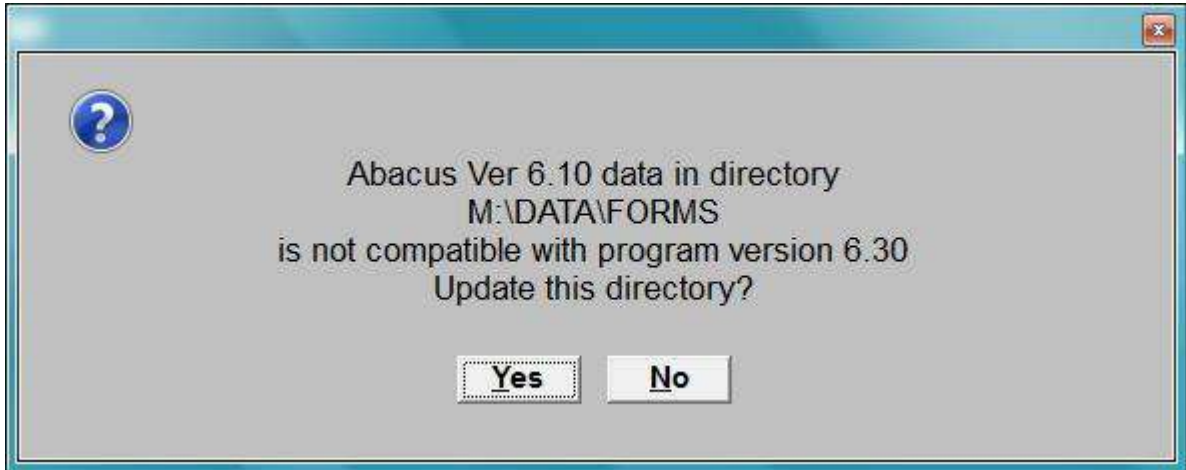 Abacus Ver 6.10 data in directory
M:\DATA\FORMS
is not compatible with program version 6.30
Update this directory?
Yes No